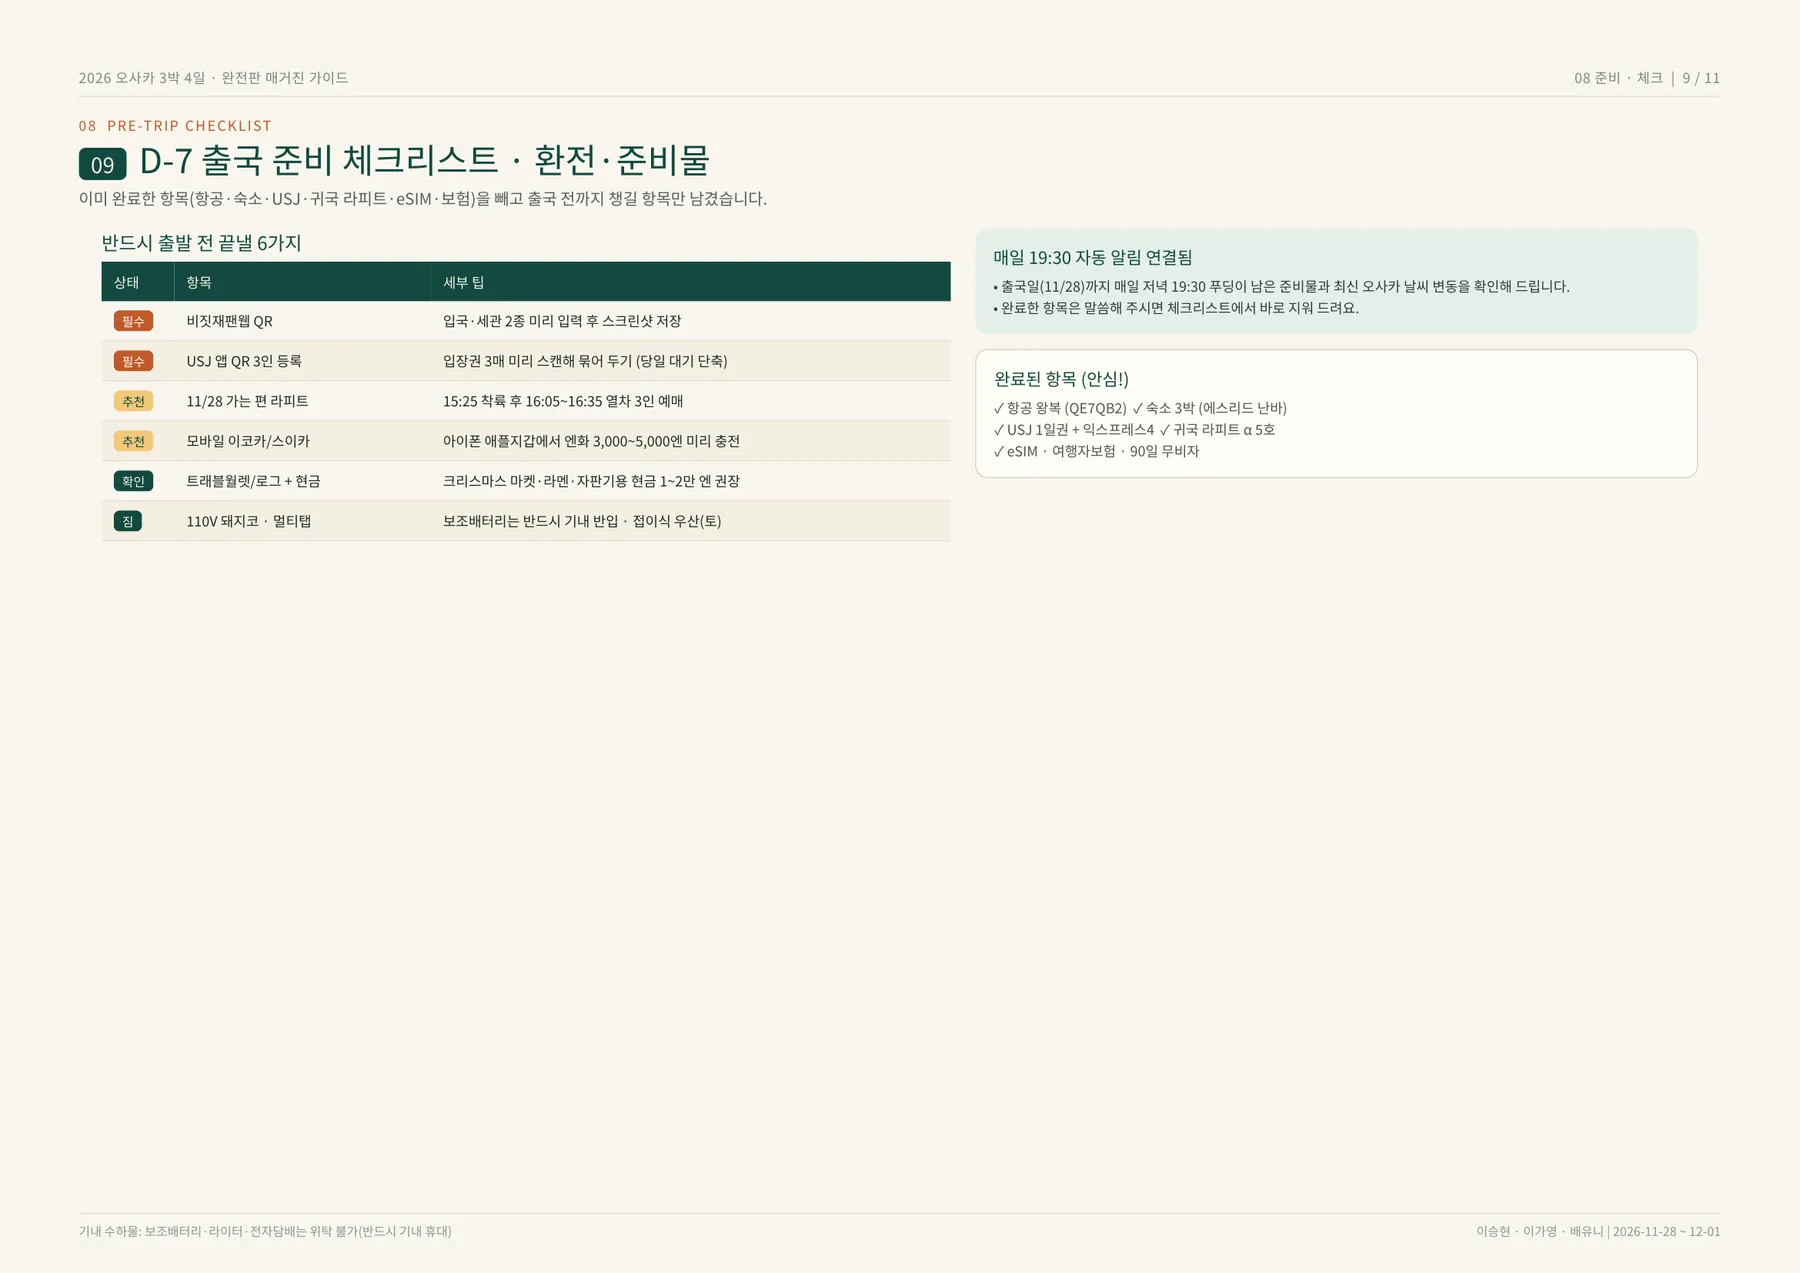 2026 오사카 3박 4일 · 완전판 매거진 가이드
08 준비 · 체크 | 9 / 11
08 PRE-TRIP CHECKLIST
09 D-7 출국 준비 체크리스트 · 환전·준비물
이미 완료한 항목(항공·숙소·USJ·귀국 라피트·eSIM·보험)을 빼고 출국 전까지 챙길 항목만 남겼습니다.
반드시 출발 전 끝낼 6가지
상태 항목 세부 팁
필수 비짓재팬웹 QR 입국·세관 2종 미리 입력 후 스크린샷 저장
필수 USJ 앱 QR 3인 등록 입장권 3매 미리 스캔해 묶어 두기 (당일 대기 단축)
추천 11/28 가는 편 라피트 15:25 착륙 후 16:05~16:35 열차 3인 예매
추천 모바일 이코카/스이카 아이폰 애플지갑에서 엔화 3,000~5,000엔 미리 충전
확인 트래블월렛/로그 + 현금 크리스마스 마켓·라멘·자판기용 현금 1~2만 엔 권장
짐 110V 돼지코 · 멀티탭 보조배터리는 반드시 기내 반입 · 접이식 우산(토)
매일 19:30 자동 알림 연결됨
• 출국일(11/28)까지 매일 저녁 19:30 푸딩이 남은 준비물과 최신 오사카 날씨 변동을 확인해 드립니다.
• 완료한 항목은 말씀해 주시면 체크리스트에서 바로 지워 드려요.
완료된 항목 (안심!)
✓ 항공 왕복 (QE7QB2) ✓ 숙소 3박 (에스리드 난바)
✓ USJ 1일권 + 익스프레스4 ✓ 귀국 라피트 α 5호
✓ eSIM · 여행자보험 · 90일 무비자
기내 수하물: 보조배터리·라이터·전자담배는 위탁 불가(반드시 기내 휴대)
이승현 · 이가영 · 배유니 | 2026-11-28 ~ 12-01